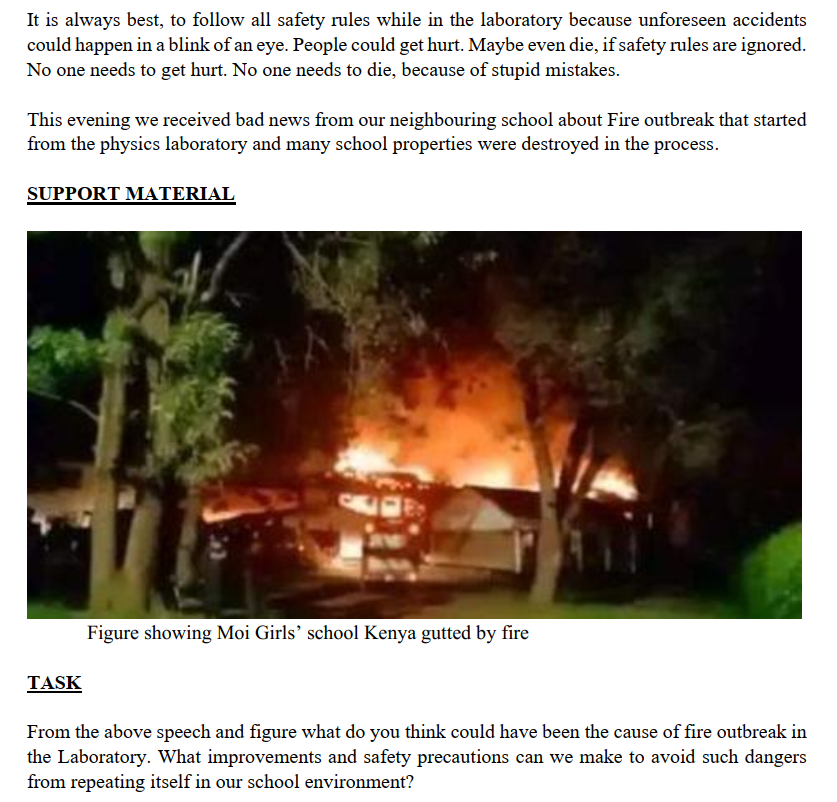 It is always best, to follow all safety rules while in the laboratory because unforeseen accidents
could happen in a blink of an eye. People could get hurt. Maybe even die, if safety rules are ignored.
No one needs to get hurt. No one needs to die, because of stupid mistakes.
This evening we received bad news from our neighbouring school about Fire outbreak that started
from the physics laboratory and many school properties were destroyed in the process.
SUPPORT MATERIAL
Figure showing Moi Girls’ school Kenya gutted by fire
TASK
From the above speech and figure what do you think could have been the cause of fire outbreak in
the Laboratory. What improvements and safety precautions can we make to avoid such dangers
from repeating itself in our school environment?